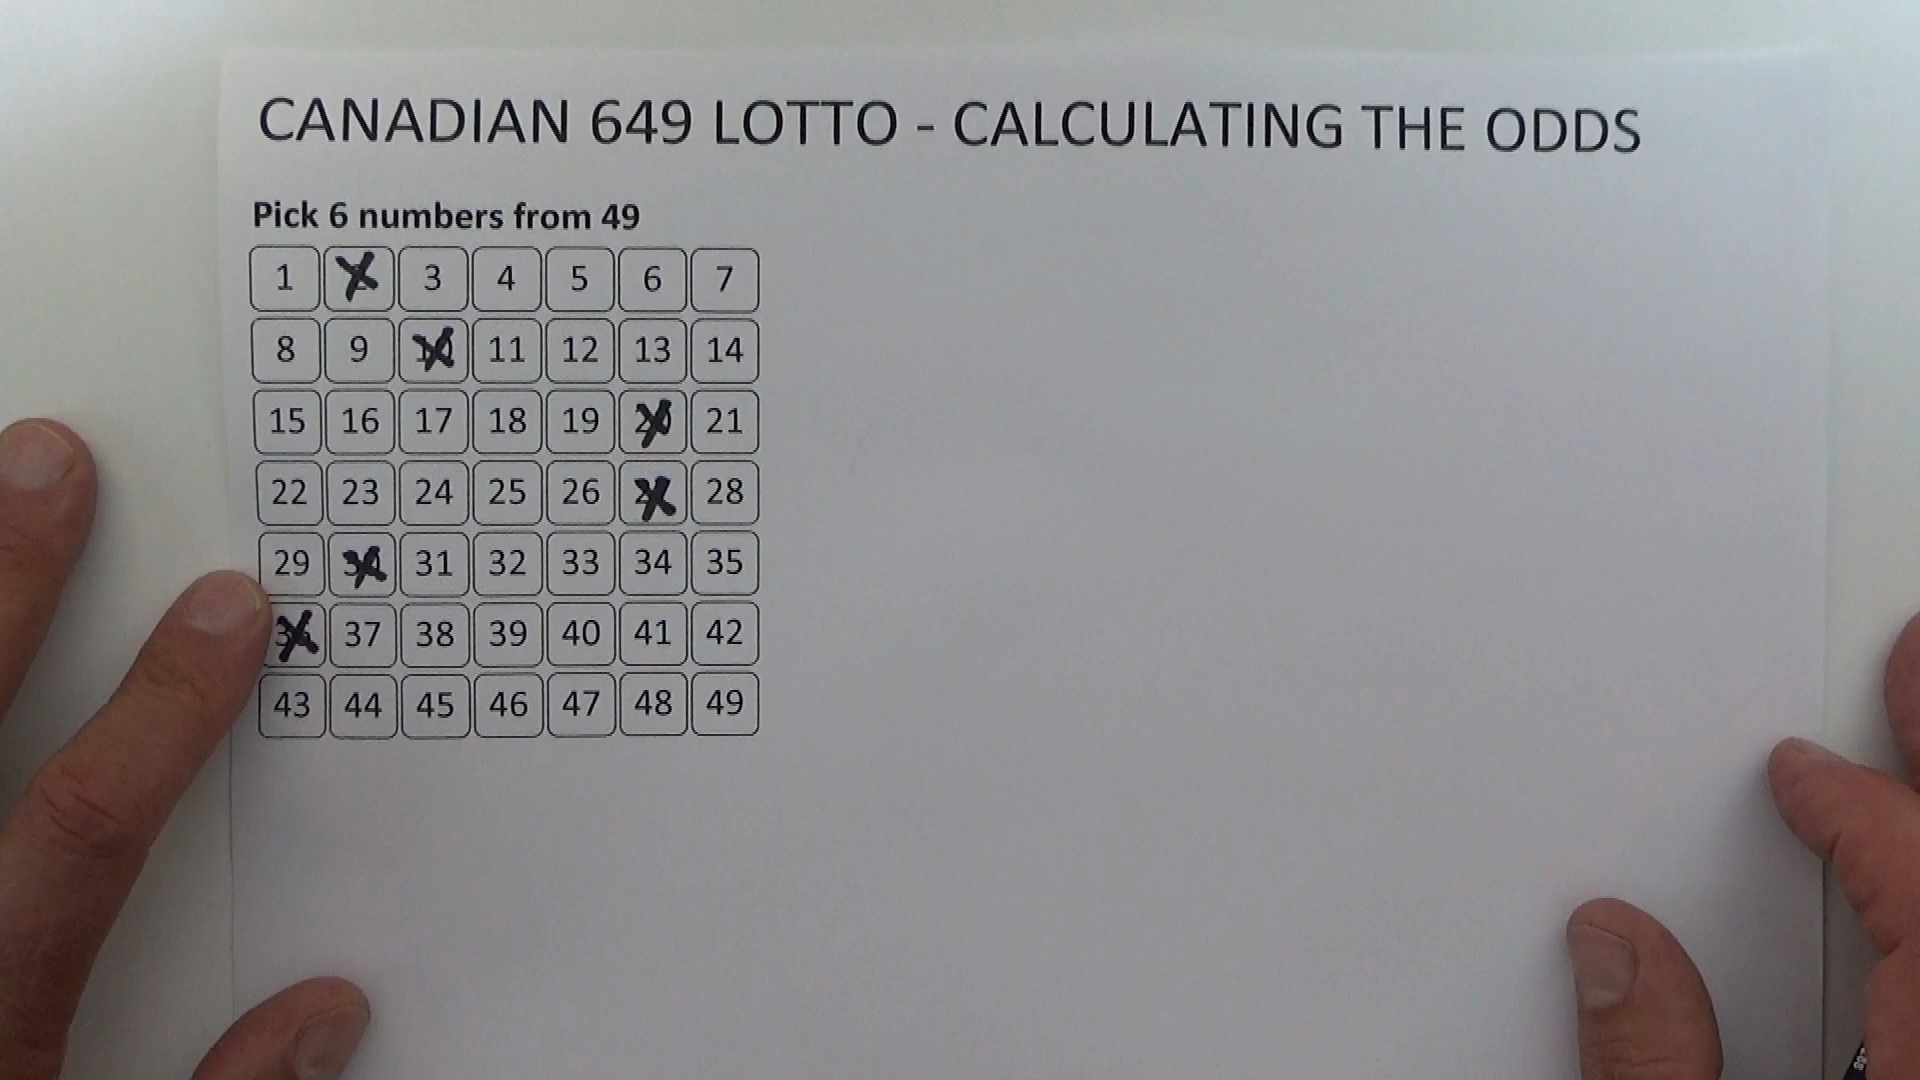 CANADIAN 649 LOTTO - CALCULATING THE ODDS
Pick 6 numbers from 49
1 3 4 5 6 7
8 9 10 11 12 13 14
15 16 17 18 19 20 21
22 23 24 25 26 28
29 31 32 33 34 35
37 38 39 40 41 42
43 44 45 46 47 48 49